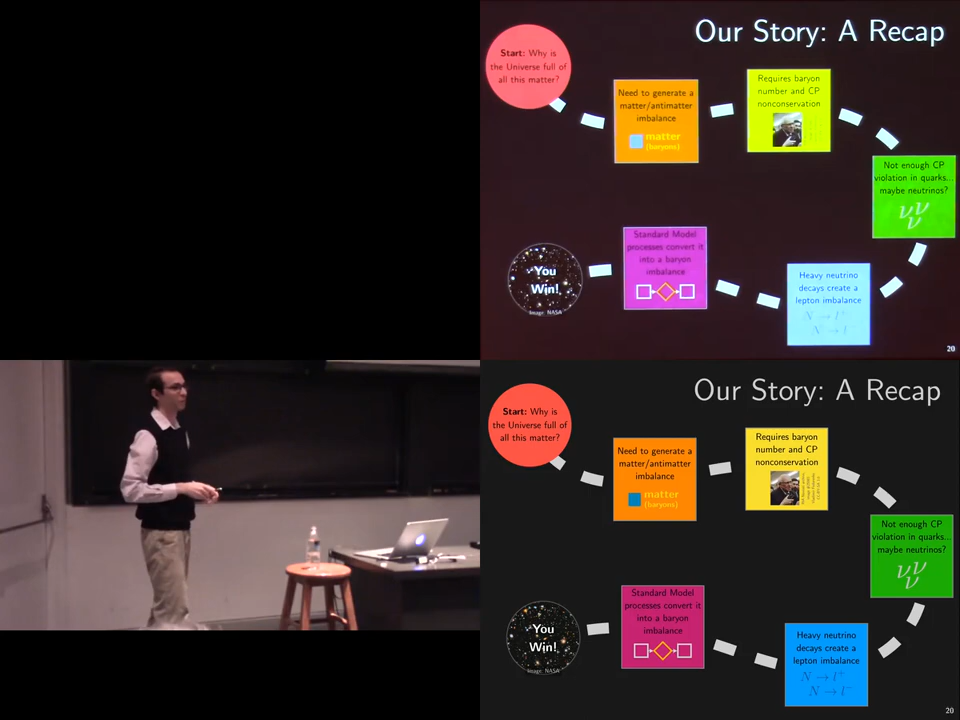 Our Story: A Recap
Start: Why is
the Universe full of
all this matter?
Need to generate a
matter/antimatter
imbalance
matter
(baryons)
Requires baryon
number and CP
nonconservation
Not enough CP
violation in quarks...
maybe neutrinos?
ν ν
ν
Heavy neutrino
decays create a
lepton imbalance
N → l⁺
N → l
Standard Model
processes convert it
into a baryon
imbalance
You
Win!
Image: NASA
20
Our Story: A Recap
Start: Why is
the Universe full of
all this matter?
Need to generate a
matter/antimatter
imbalance
matter
(baryons)
Requires baryon
number and CP
nonconservation
Not enough CP
violation in quarks...
maybe neutrinos?
ν ν
ν
Heavy neutrino
decays create a
lepton imbalance
N → l⁺
N → l⁻
Standard Model
processes convert it
into a baryon
imbalance
You
Win!
Image: NASA
20